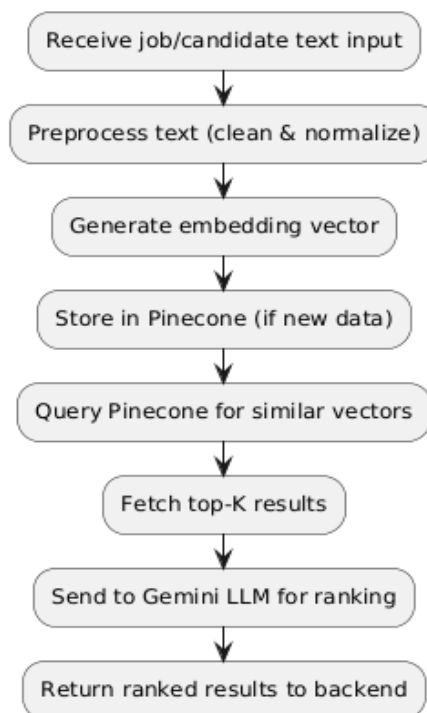 Receive job/candidate text input
Preprocess text (clean & normalize)
Generate embedding vector
Store in Pinecone (if new data)
Query Pinecone for similar vectors
Fetch top-K results
Send to Gemini LLM for ranking
Return ranked results to backend